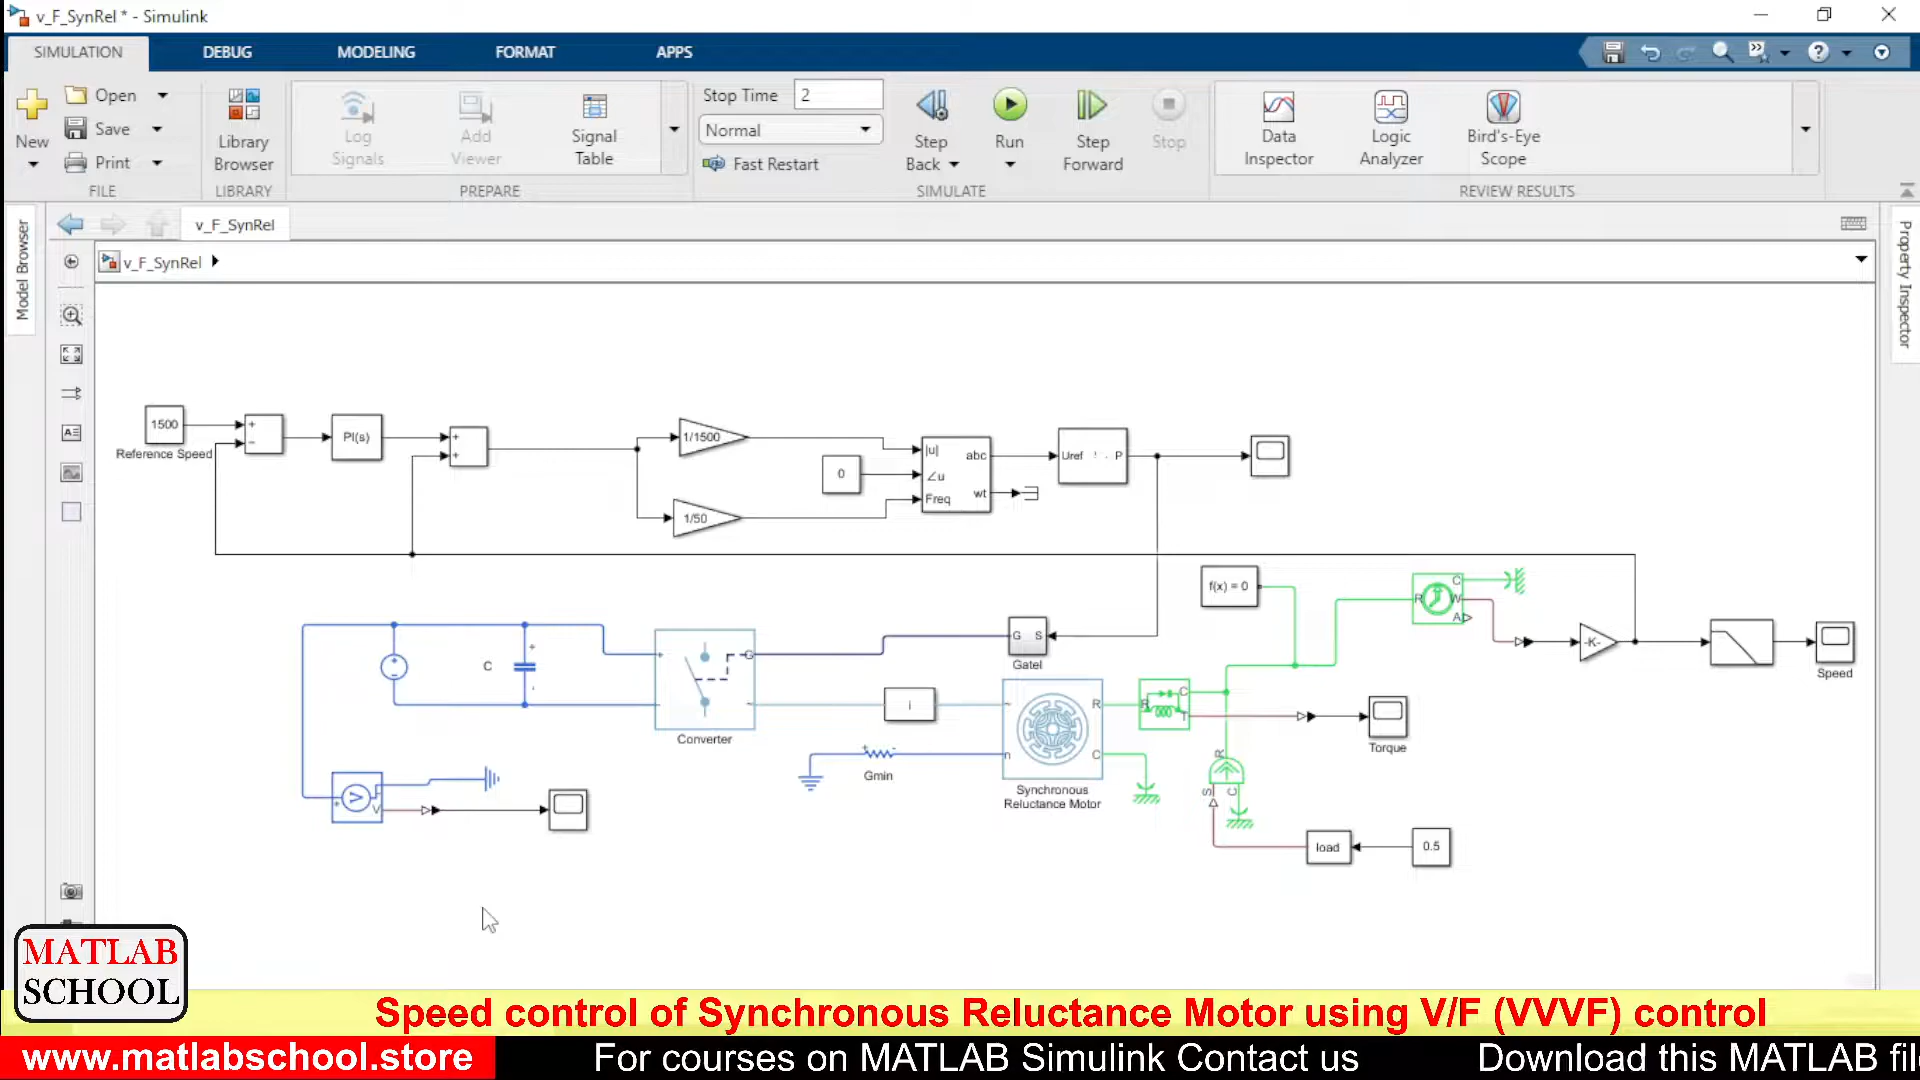 v_F_SynRel * - Simulink
SIMULATION DEBUG MODELING FORMAT APPS
New
Open
Save
Print
FILE
Library Browser
LIBRARY
Log Signals
Add Viewer
Signal Table
PREPARE
Stop Time 2
Normal
Fast Restart
Step Back
Run
Step Forward
Stop
SIMULATE
Data Inspector
Logic Analyzer
Bird's-Eye Scope
REVIEW RESULTS
Model Browser
v_F_SynRel
v_F_SynRel
Property Inspector
1500
Reference Speed
+
−
PI(s)
+
+
1/1500
1/50
0
|u|
∠u
Freq
abc
wt
Uref P
f(x) = 0
R C W A
-K-
Speed
G S
Gatel
C
+
+ G
~
Converter
i
~ R
n C
Synchronous
Reluctance Motor
Gmin
R C T
Torque
R
S C
load
0.5
+ V
MATLAB
SCHOOL
Speed control of Synchronous Reluctance Motor using V/F (VVVF) control
www.matlabschool.store For courses on MATLAB Simulink Contact us Download this MATLAB fil